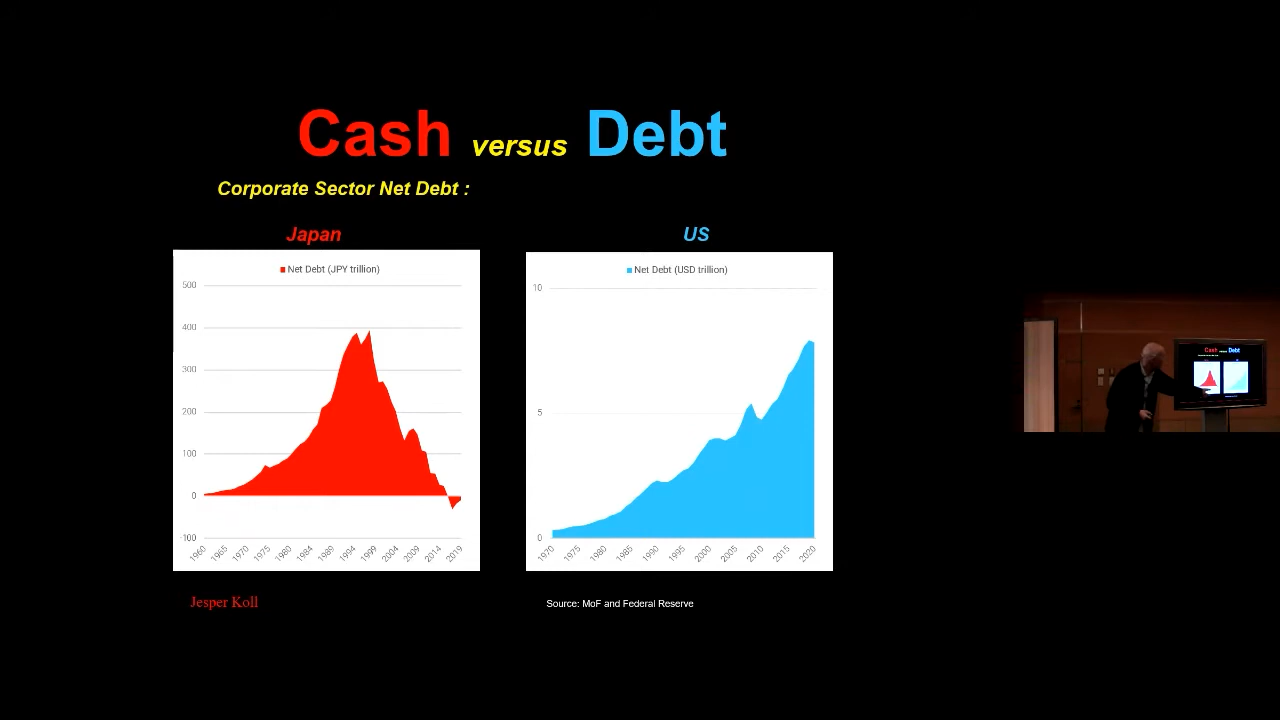 Cash versus Debt
Corporate Sector Net Debt :
Japan
US
Net Debt (JPY trillion)
500
400
300
200
100
0
-100
1960 1965 1970 1975 1980 1984 1989 1994 1999 2004 2009 2014 2019
Net Debt (USD trillion)
10
5
0
1970 1975 1980 1985 1990 1995 2000 2005 2010 2015 2020
Jesper Koll
Source: MoF and Federal Reserve
Cash versus Debt